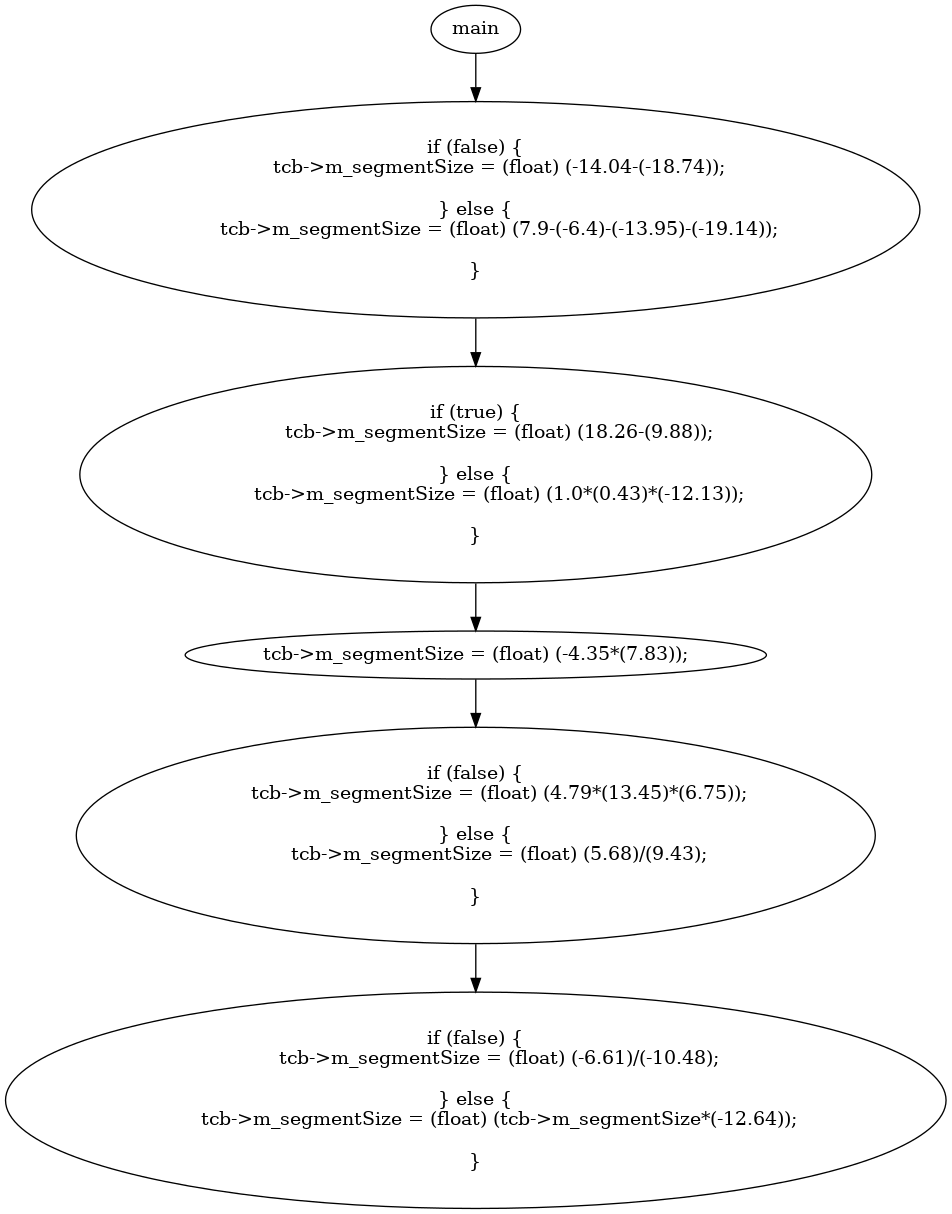 main
if (false) {
tcb->m_segmentSize = (float) (-14.04-(-18.74));
} else {
tcb->m_segmentSize = (float) (7.9-(-6.4)-(-13.95)-(-19.14));
}
if (true) {
tcb->m_segmentSize = (float) (18.26-(9.88));
} else {
tcb->m_segmentSize = (float) (1.0*(0.43)*(-12.13));
}
tcb->m_segmentSize = (float) (-4.35*(7.83));
if (false) {
tcb->m_segmentSize = (float) (4.79*(13.45)*(6.75));
} else {
tcb->m_segmentSize = (float) (5.68)/(9.43);
}
if (false) {
tcb->m_segmentSize = (float) (-6.61)/(-10.48);
} else {
tcb->m_segmentSize = (float) (tcb->m_segmentSize*(-12.64));
}